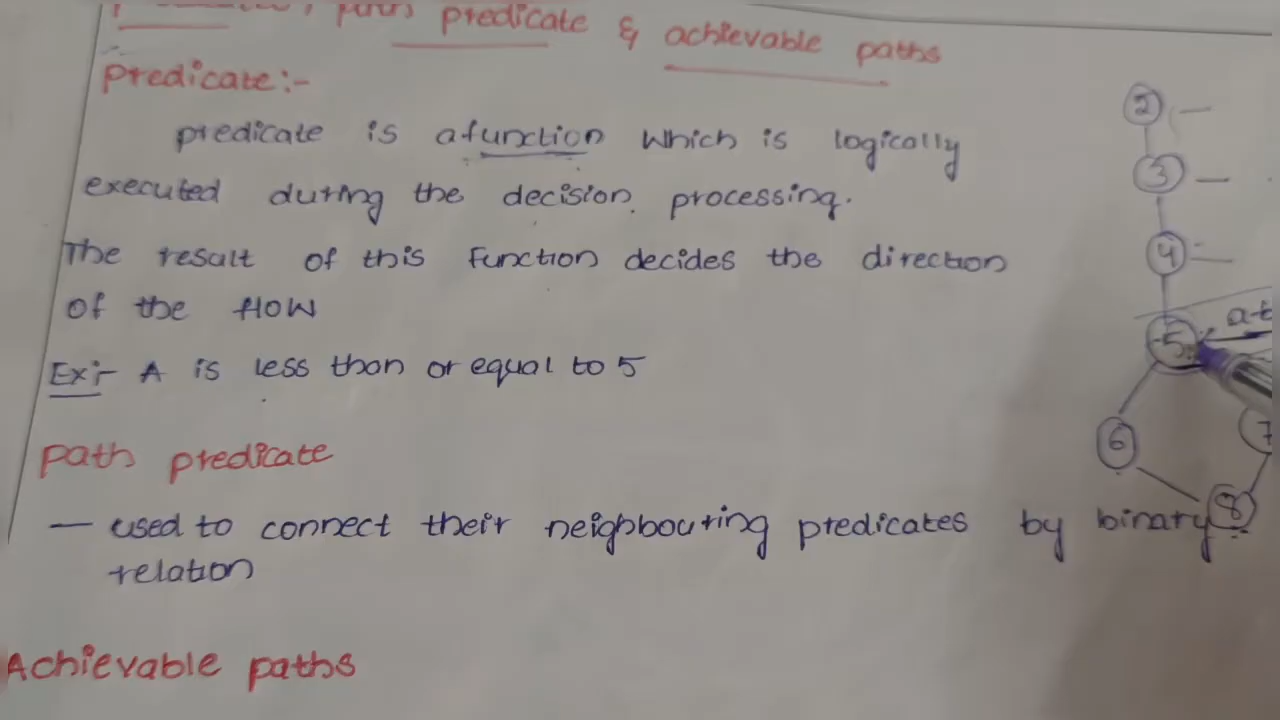 path predicate & achievable paths
predicate:-
predicate is a function which is logically
executed during the decision processing.
The result of this function decides the direction
of the flow
Ex:- A is less than or equal to 5
path predicate
— used to connect their neighbouring predicates by binary
relation
Achievable paths
2
3
4
5
6
7
8